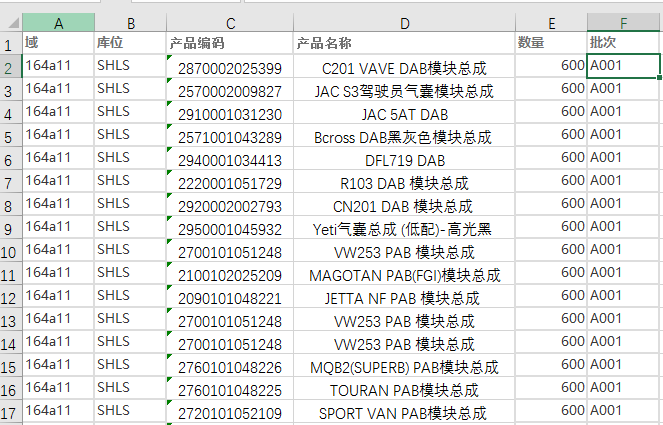 A B C D E F
1 域 库位 产品编码 产品名称 数量 批次
2 164a11 SHLS 2870002025399 C201 VAVE DAB模块总成 600 A001
3 164a11 SHLS 2570002009827 JAC S3驾驶员气囊模块总成 600 A001
4 164a11 SHLS 2910001031230 JAC 5AT DAB 600 A001
5 164a11 SHLS 2571001043289 Bcross DAB黑灰色模块总成 600 A001
6 164a11 SHLS 2940001034413 DFL719 DAB 600 A001
7 164a11 SHLS 2220001051729 R103 DAB 模块总成 600 A001
8 164a11 SHLS 2920002002793 CN201 DAB 模块总成 600 A001
9 164a11 SHLS 2950001045932 Yeti气囊总成 (低配)-高光黑 600 A001
10 164a11 SHLS 2700101051248 VW253 PAB 模块总成 600 A001
11 164a11 SHLS 2100102025209 MAGOTAN PAB(FGI)模块总成 600 A001
12 164a11 SHLS 2090101048221 JETTA NF PAB 模块总成 600 A001
13 164a11 SHLS 2700101051248 VW253 PAB 模块总成 600 A001
14 164a11 SHLS 2700101051248 VW253 PAB 模块总成 600 A001
15 164a11 SHLS 2760101048226 MQB2(SUPERB) PAB模块总成 600 A001
16 164a11 SHLS 2760101048225 TOURAN PAB模块总成 600 A001
17 164a11 SHLS 2720101052109 SPORT VAN PAB模块总成 600 A001